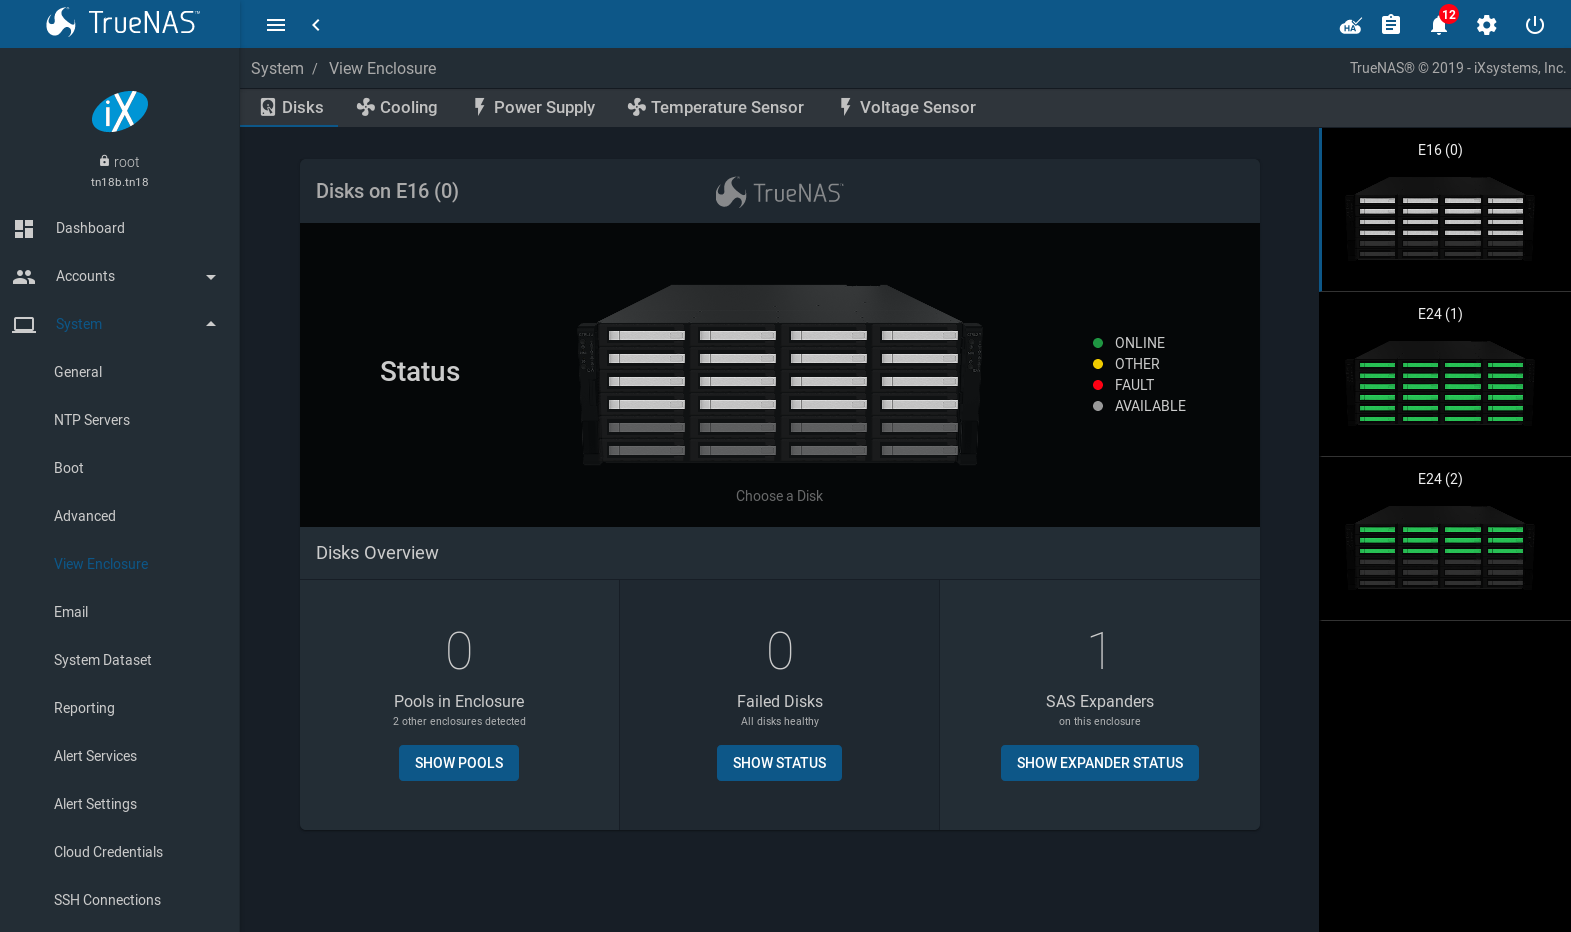 TrueNAS™
HA
12
System / View Enclosure
TrueNAS® © 2019 - iXsystems, Inc.
Disks
Cooling
Power Supply
Temperature Sensor
Voltage Sensor
iX
root
tn18b.tn18
Dashboard
Accounts
System
General
NTP Servers
Boot
Advanced
View Enclosure
Email
System Dataset
Reporting
Alert Services
Alert Settings
Cloud Credentials
SSH Connections
Disks on E16 (0)
TrueNAS™
Status
ONLINE
OTHER
FAULT
AVAILABLE
Choose a Disk
Disks Overview
0
Pools in Enclosure
2 other enclosures detected
SHOW POOLS
0
Failed Disks
All disks healthy
SHOW STATUS
1
SAS Expanders
on this enclosure
SHOW EXPANDER STATUS
E16 (0)
E24 (1)
E24 (2)